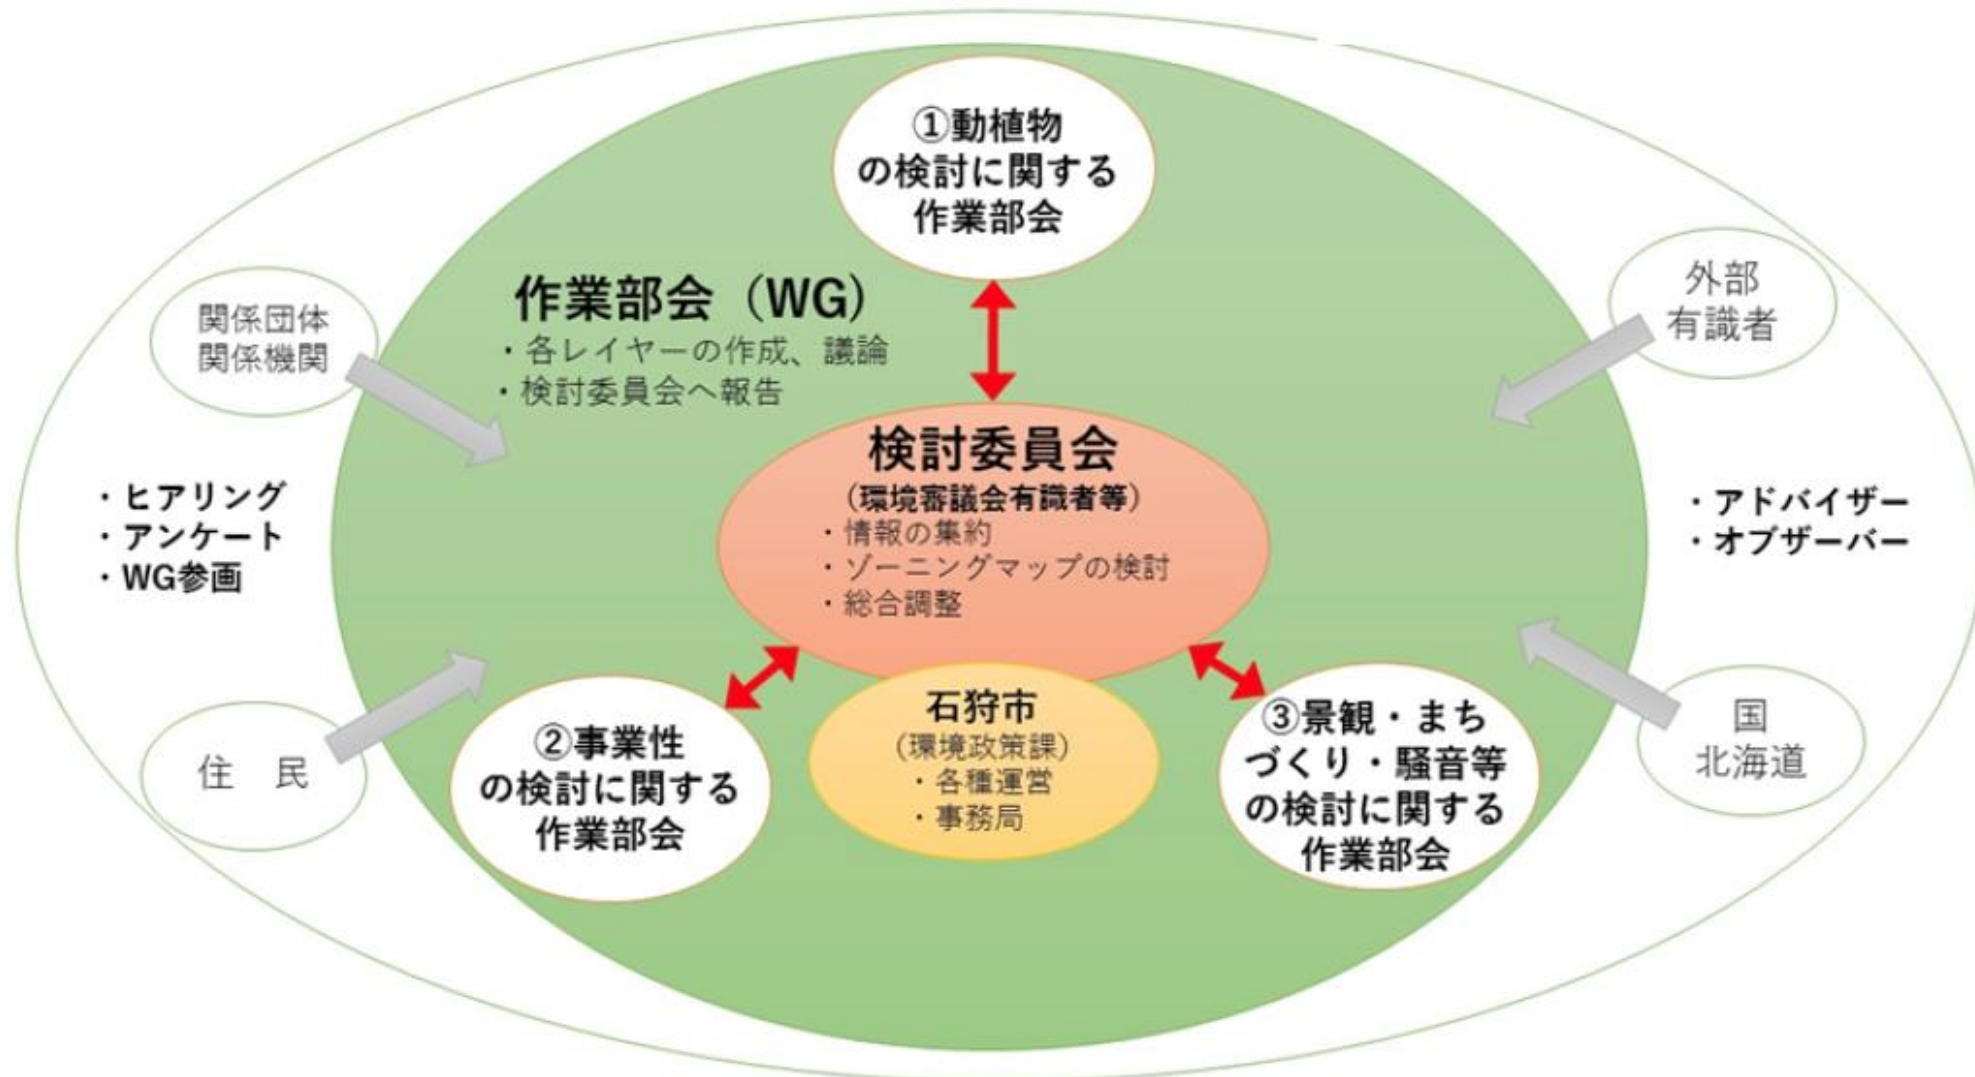 ①動植物
の検討に関する
作業部会
作業部会（WG）
・各レイヤーの作成、議論
・検討委員会へ報告
関係団体
関係機関
外部
有識者
検討委員会
（環境審議会有識者等）
・情報の集約
・ゾーニングマップの検討
・総合調整
・ヒアリング
・アンケート
・WG参画
・アドバイザー
・オブザーバー
住　民
②事業性
の検討に関する
作業部会
石狩市
（環境政策課）
・各種運営
・事務局
③景観・まち
づくり・騒音等
の検討に関する
作業部会
国
北海道